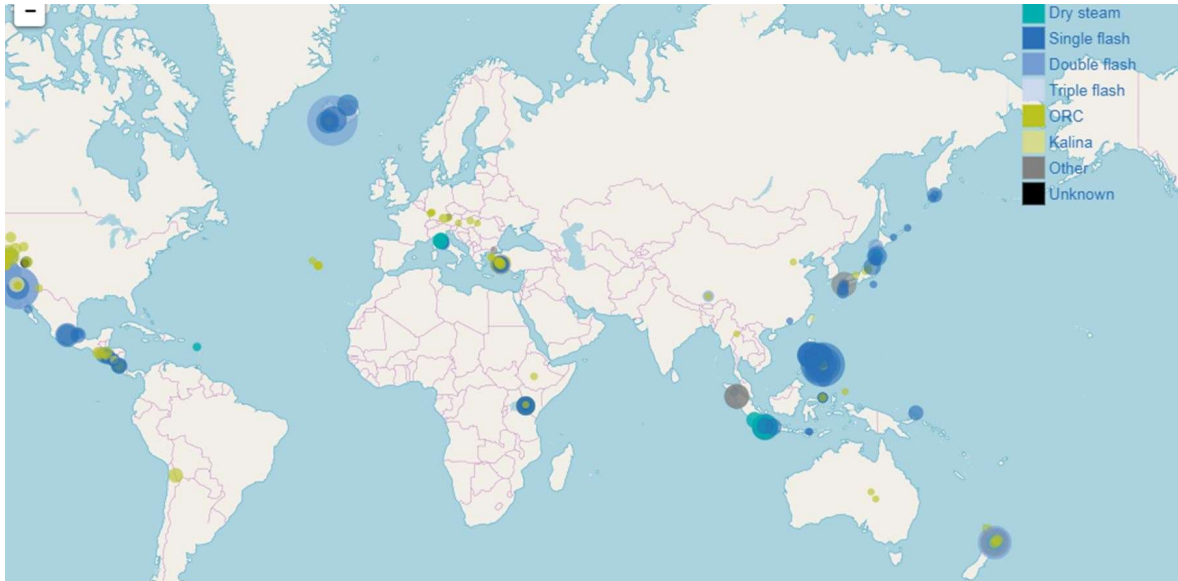 −
Dry steam
Single flash
Double flash
Triple flash
ORC
Kalina
Other
Unknown